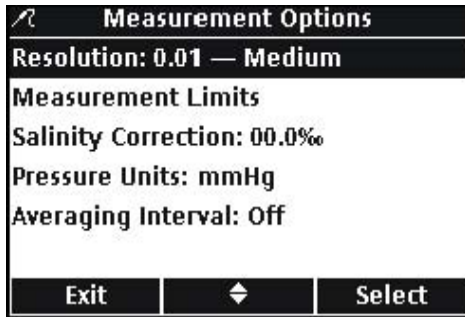 Measurement Options
Resolution: 0.01 — Medium
Measurement Limits
Salinity Correction: 00.0‰
Pressure Units: mmHg
Averaging Interval: Off
Exit Select